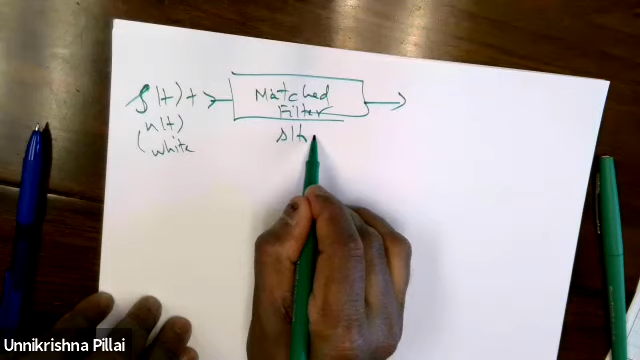 s(t) +
n(t)
(white
Matched
Filter
s(t
Unnikrishna Pillai